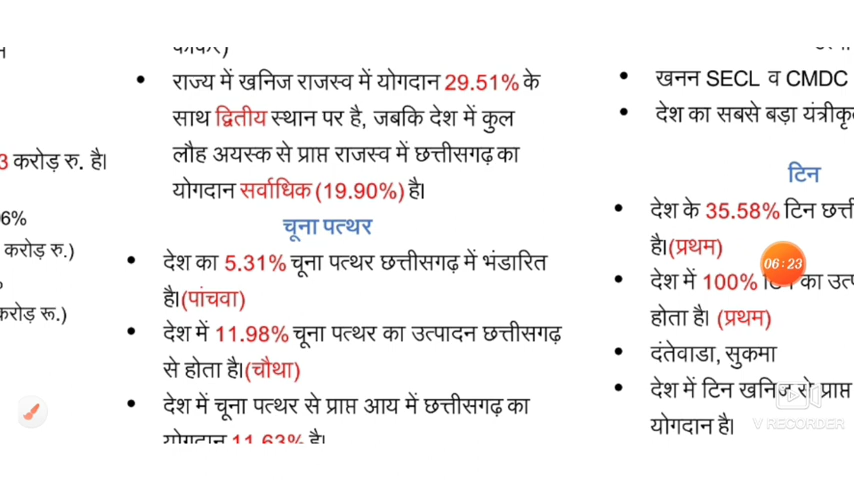 3 करोड़ रु. है।
6%
करोड़ रु.)
करोड़ रू.)
राज्य में खनिज राजस्व में योगदान 29.51% के
साथ द्वितीय स्थान पर है, जबकि देश में कुल
लौह अयस्क से प्राप्त राजस्व में छत्तीसगढ़ का
योगदान सर्वाधिक (19.90%) है।
चूना पत्थर
देश का 5.31% चूना पत्थर छत्तीसगढ़ में भंडारित
है।(पांचवा)
देश में 11.98% चूना पत्थर का उत्पादन छत्तीसगढ़
से होता है।(चौथा)
देश में चूना पत्थर से प्राप्त आय में छत्तीसगढ़ का
योगदान 11.63% है।
खनन SECL व CMDC
देश का सबसे बड़ा
टिन
देश के 35.58% टिन
है।(प्रथम)
06:23
देश में 100% का
होता है। (प्रथम)
दंतेवाडा, सुकमा
देश में टिन खनिज से प्राप्त
योगदान है।
V RECORDER